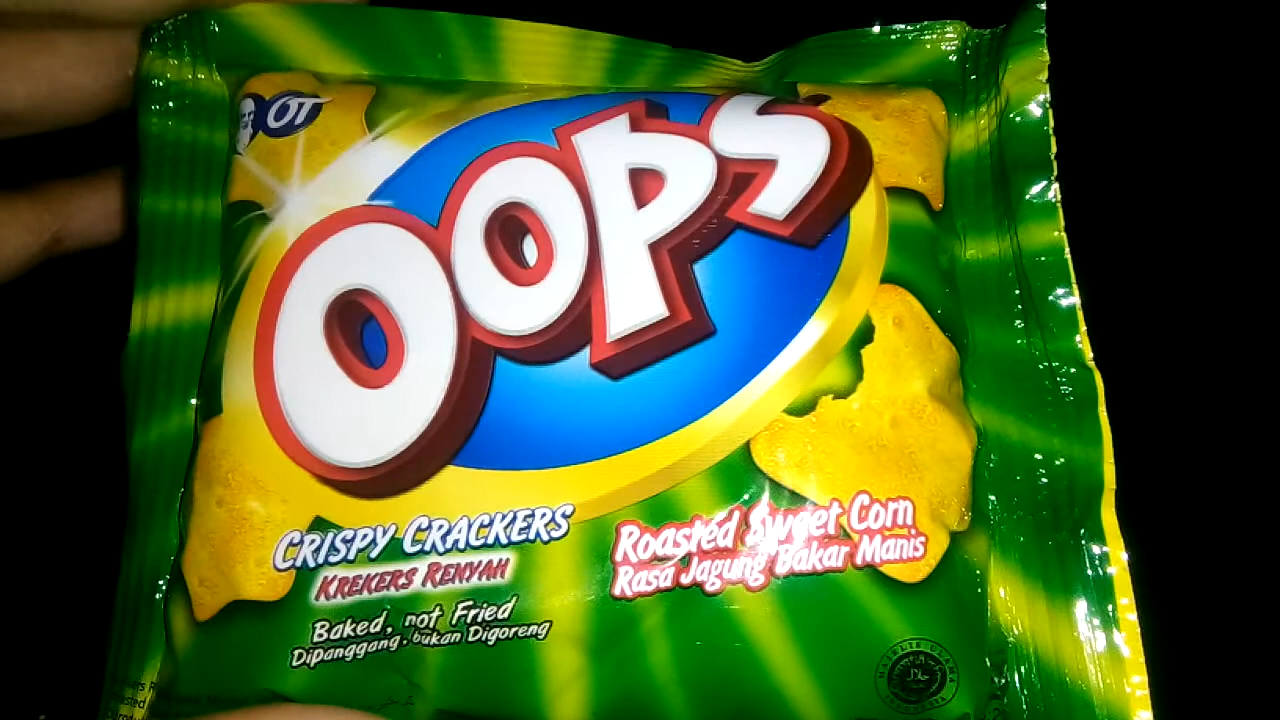 OT
OOPS
CRISPY CRACKERS
KREKERS RENYAH
Baked, not Fried
Dipanggang, bukan Digoreng
Roasted Sweet Corn
Rasa Jagung Bakar Manis